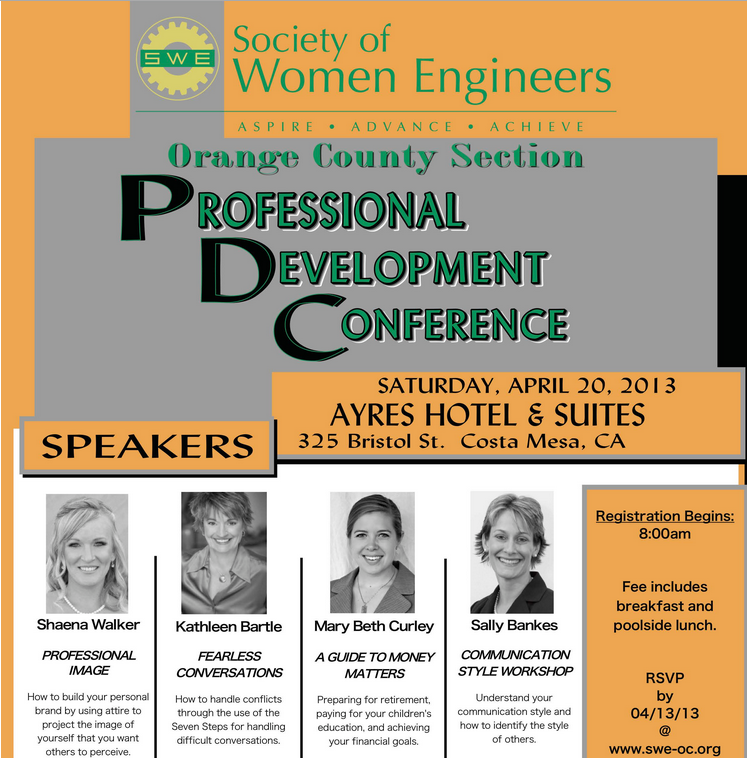 SWE
Society of
Women Engineers
ASPIRE • ADVANCE • ACHIEVE
Orange County Section
PROFESSIONAL
DEVELOPMENT
CONFERENCE
SATURDAY, APRIL 20, 2013
AYRES HOTEL & SUITES
325 Bristol St. Costa Mesa, CA
SPEAKERS
Shaena Walker
PROFESSIONAL
IMAGE
How to build your personal
brand by using attire to
project the image of
yourself that you want
others to perceive.
Kathleen Bartle
FEARLESS
CONVERSATIONS
How to handle conflicts
through the use of the
Seven Steps for handling
difficult conversations.
Mary Beth Curley
A GUIDE TO MONEY
MATTERS
Preparing for retirement,
paying for your children's
education, and achieving
your financial goals.
Sally Bankes
COMMUNICATION
STYLE WORKSHOP
Understand your
communication style and
how to identify the style
of others.
Registration Begins:
8:00am
Fee includes
breakfast and
poolside lunch.
RSVP
by
04/13/13
@
www.swe-oc.org